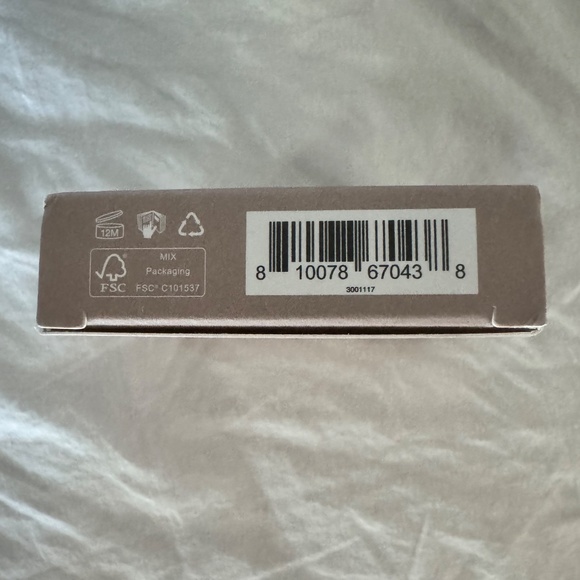 12M
MIX
Packaging
FSC® C101537
FSC
8 10078 67043 8
3001117